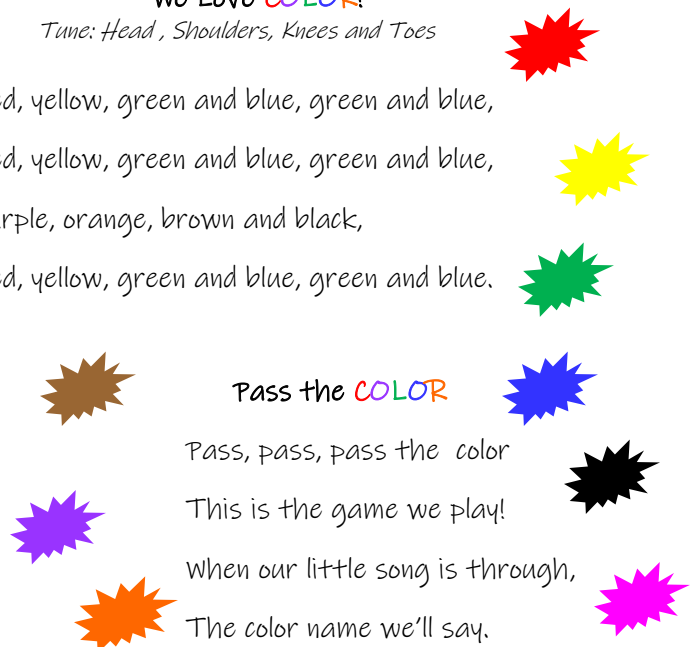 We Love COLOR!
Tune: Head , Shoulders, Knees and Toes
yellow, green and blue, green and blue,
yellow, green and blue, green and blue,
orange, brown and black,
yellow, green and blue, green and blue.
Pass the COLOR
Pass, pass, pass the color
This is the game we play!
When our little song is through,
The color name we’ll say.